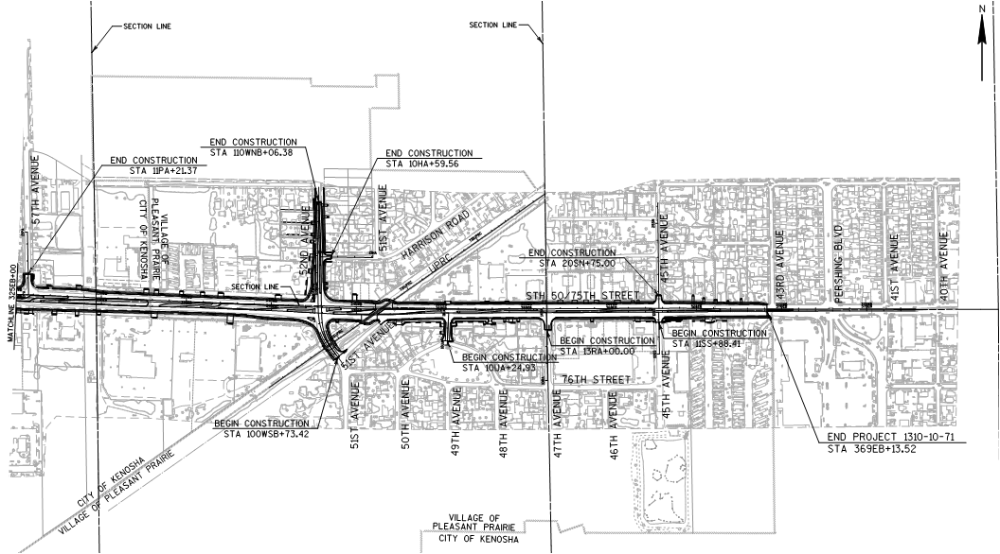 SECTION LINE
SECTION LINE
N
END CONSTRUCTION
STA 110WNB+06.38
END CONSTRUCTION
STA 10HA+59.56
END CONSTRUCTION
STA 11PA+21.37
57TH AVENUE
VILLAGE OF
PLEASANT PRAIRIE
CITY OF KENOSHA
52ND AVENUE
51ST AVENUE
HARRISON ROAD
UPRC
END CONSTRUCTION
STA 20SN+75.00
45TH AVENUE
43RD AVENUE
PERSHING BLVD
41ST AVENUE
40TH AVENUE
MATCHLINE 325EB+00
SECTION LINE
STH 50/75TH STREET
51ST AVENUE
BEGIN CONSTRUCTION
STA 10UA+24.93
BEGIN CONSTRUCTION
STA 13RA+00.00
BEGIN CONSTRUCTION
STA 11SS+88.41
76TH STREET
51ST AVENUE
50TH AVENUE
49TH AVENUE
48TH AVENUE
47TH AVENUE
46TH AVENUE
45TH AVENUE
BEGIN CONSTRUCTION
STA 100WSB+73.42
END PROJECT 1310-10-71
STA 369EB+13.52
CITY OF KENOSHA
VILLAGE OF PLEASANT PRAIRIE
VILLAGE OF
PLEASANT PRAIRIE
CITY OF KENOSHA